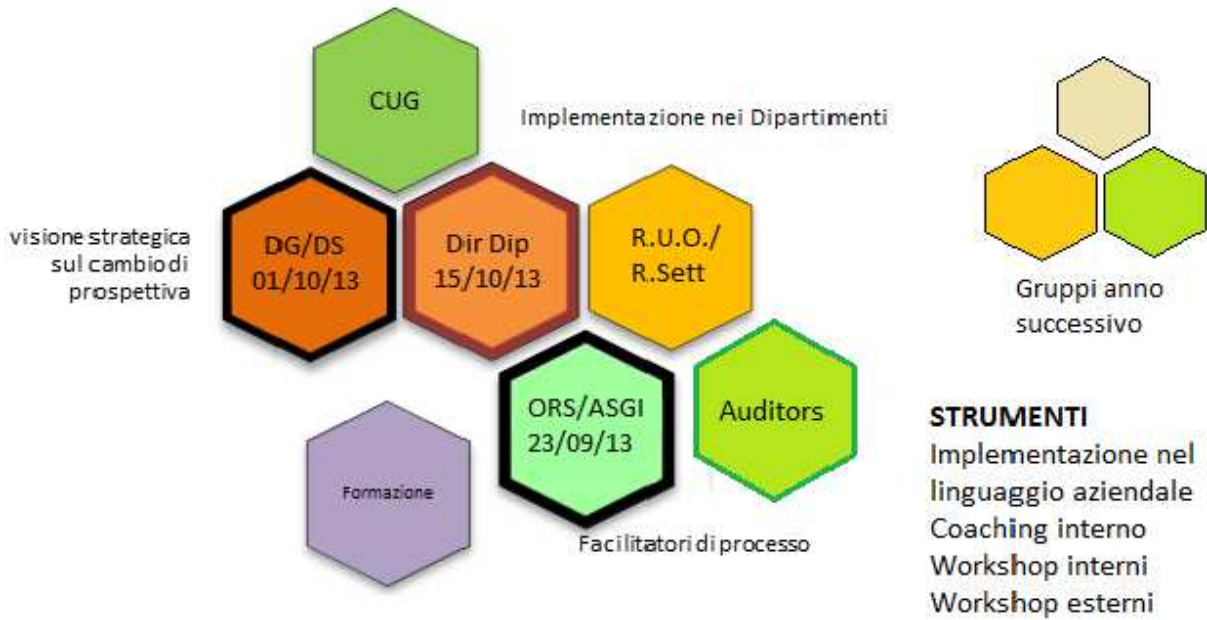 CUG
Implementazione nei Dipartimenti
visione strategica
sul cambio di
prospettiva
DG/DS
01/10/13
Dir Dip
15/10/13
R.U.O./
R.Sett
Gruppi anno
successivo
ORS/ASGI
23/09/13
Auditors
Formazione
Facilitatori di processo
STRUMENTI
Implementazione nel
linguaggio aziendale
Coaching interno
Workshop interni
Workshop esterni